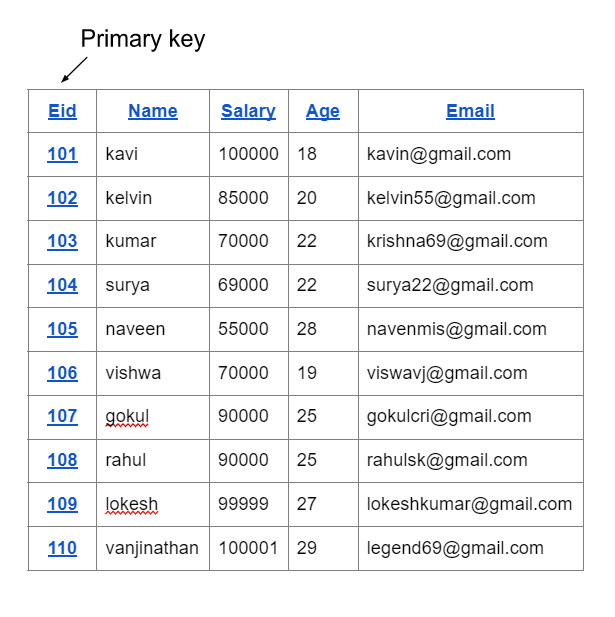 Primary key
Eid Name Salary Age Email
101 kavi 100000 18 kavin@gmail.com
102 kelvin 85000 20 kelvin55@gmail.com
103 kumar 70000 22 krishna69@gmail.com
104 surya 69000 22 surya22@gmail.com
105 naveen 55000 28 navenmis@gmail.com
106 vishwa 70000 19 viswavj@gmail.com
107 gokul 90000 25 gokulcri@gmail.com
108 rahul 90000 25 rahulsk@gmail.com
109 lokesh 99999 27 lokeshkumar@gmail.com
110 vanjinathan 100001 29 legend69@gmail.com